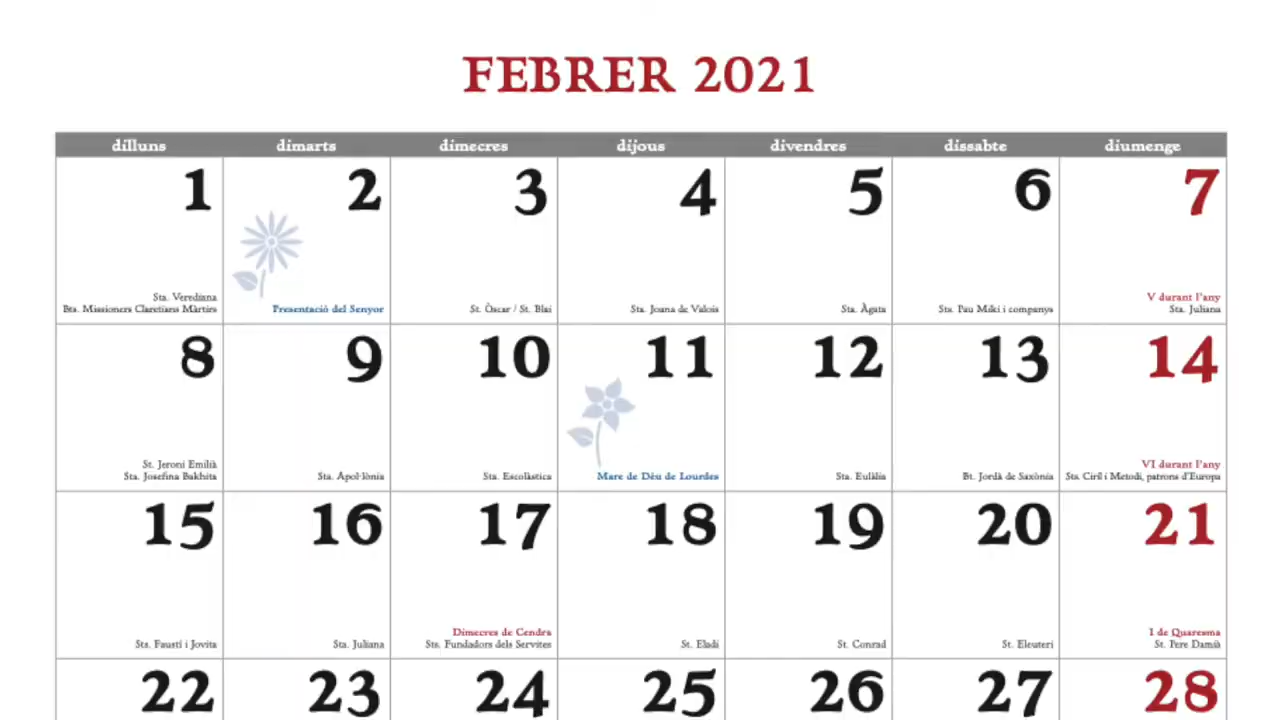 FEBRER 2021
dilluns dimarts dimecres dijous divendres dissabte diumenge
1 2 3 4 5 6 7
Sta. Verediana
V durant l'any
Bts. Missioners Claretians Màrtirs
Presentació del Senyor
St. Òscar / St. Blai
Sta. Joana de Valois
Sta. Àgata
Sts. Pau Miki i companys
Sta. Juliana
8 9 10 11 12 13 14
St. Jeroni Emilià
VI durant l'any
Sta. Josefina Bakhita
Sta. Apol·lònia
Sta. Escolàstica
Mare de Déu de Lourdes
Sta. Eulàlia
Bt. Jordà de Saxònia
Sts. Ciril i Metodi, patrons d'Europa
15 16 17 18 19 20 21
Dimecres de Cendra
I de Quaresma
Sts. Faustí i Jovita
Sta. Juliana
Sts. Fundadors dels Servites
St. Eladi
St. Conrad
St. Eleuteri
St. Pere Damià
22 23 24 25 26 27 28